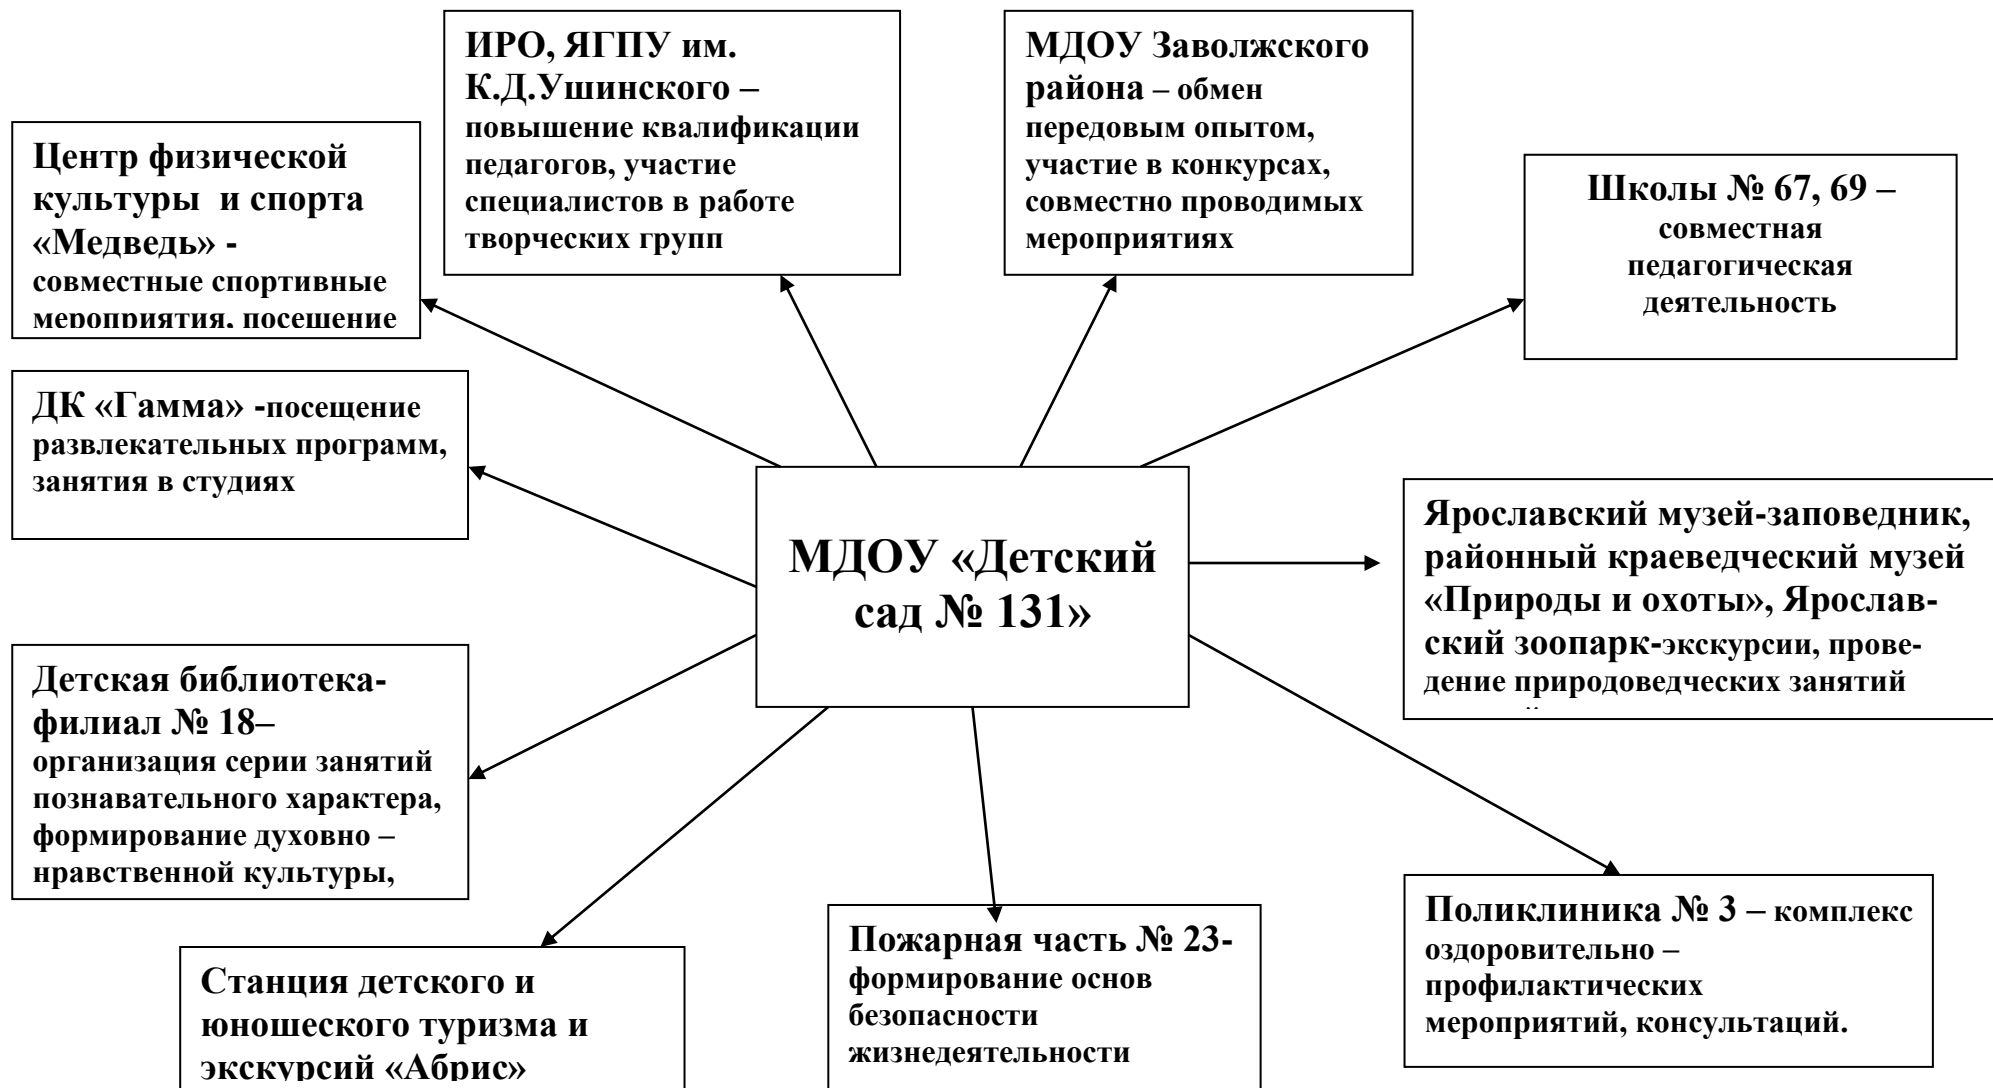 ИРО, ЯГПУ им.
К.Д.Ушинского –
повышение квалификации
педагогов, участие
специалистов в работе
творческих групп
МДОУ Заволжского
района – обмен
передовым опытом,
участие в конкурсах,
совместно проводимых
мероприятиях
Центр физической
культуры и спорта
«Медведь» -
совместные спортивные
мероприятия, посещение
Школы № 67, 69 –
совместная
педагогическая
деятельность
ДК «Гамма» -посещение
развлекательных программ,
занятия в студиях
МДОУ «Детский
сад № 131»
Ярославский музей-заповедник,
районный краеведческий музей
«Природы и охоты», Ярослав-
ский зоопарк-экскурсии, прове-
дение природоведческих занятий
Детская библиотека-
филиал № 18–
организация серии занятий
познавательного характера,
формирование духовно –
нравственной культуры,
Поликлиника № 3 – комплекс
оздоровительно –
профилактических
мероприятий, консультаций.
Пожарная часть № 23-
формирование основ
безопасности
жизнедеятельности
Станция детского и
юношеского туризма и
экскурсий «Абрис»